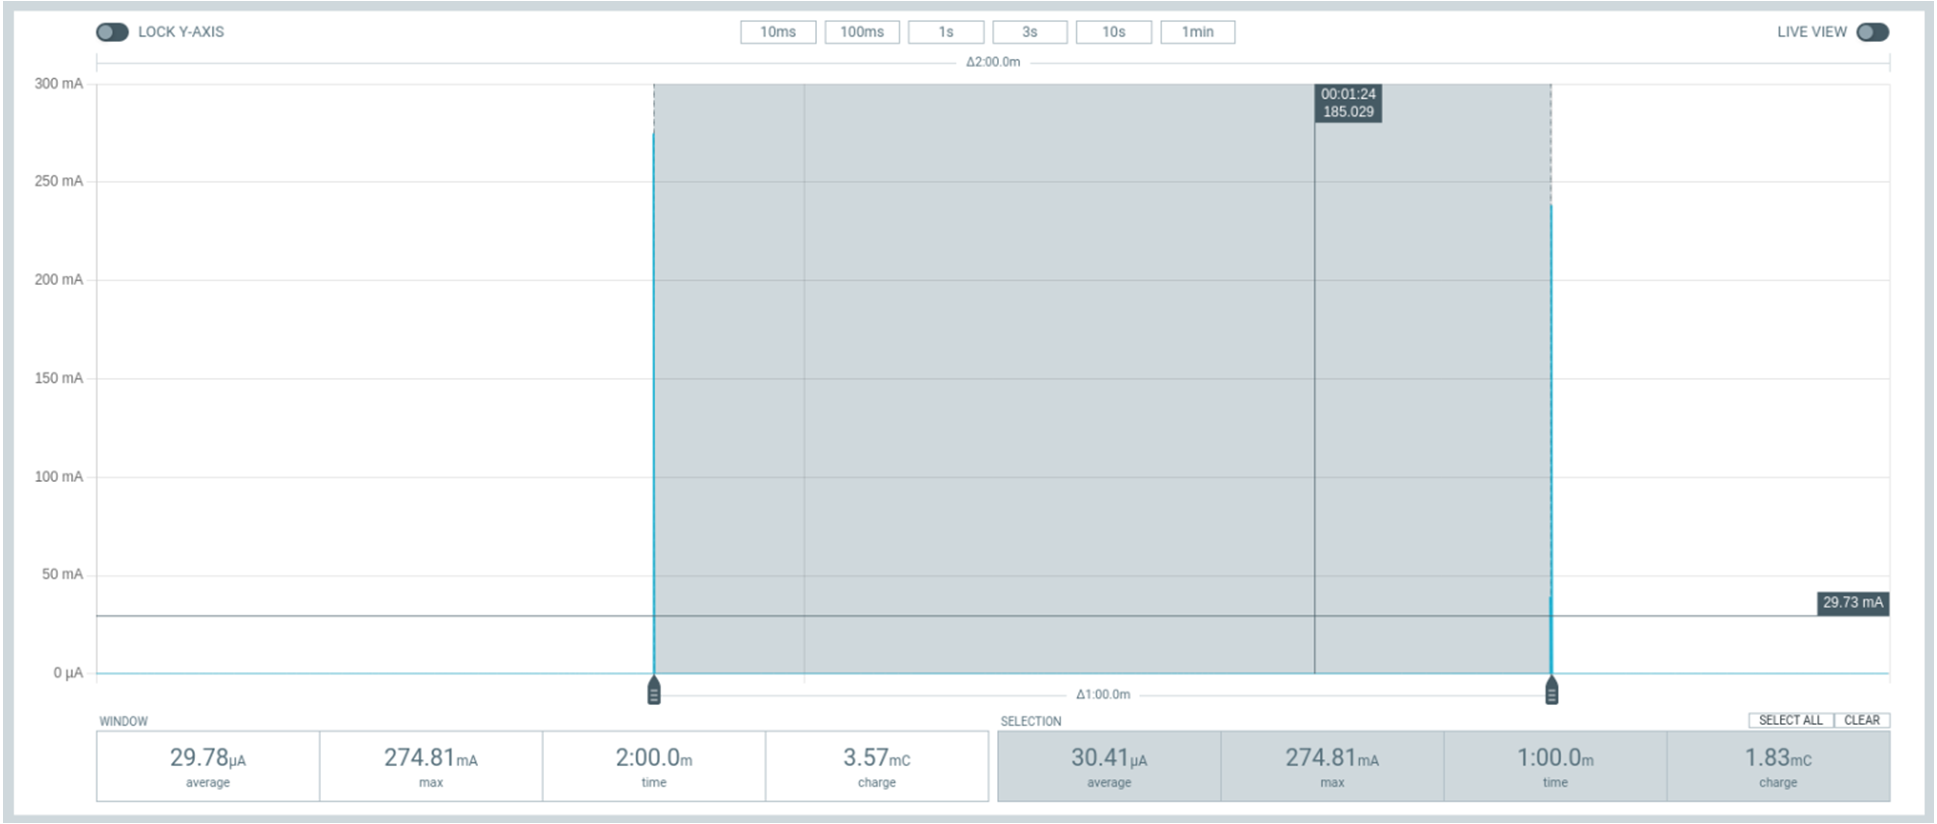 LOCK Y-AXIS
10ms 100ms 1s 3s 10s 1min
LIVE VIEW
Δ2:00.0m
300 mA
00:01:24
185.029
250 mA
200 mA
150 mA
100 mA
50 mA
29.73 mA
0 µA
Δ1:00.0m
WINDOW
SELECTION
SELECT ALL CLEAR
29.78µA 274.81mA 2:00.0m 3.57mC
average max time charge
30.41µA 274.81mA 1:00.0m 1.83mC
average max time charge